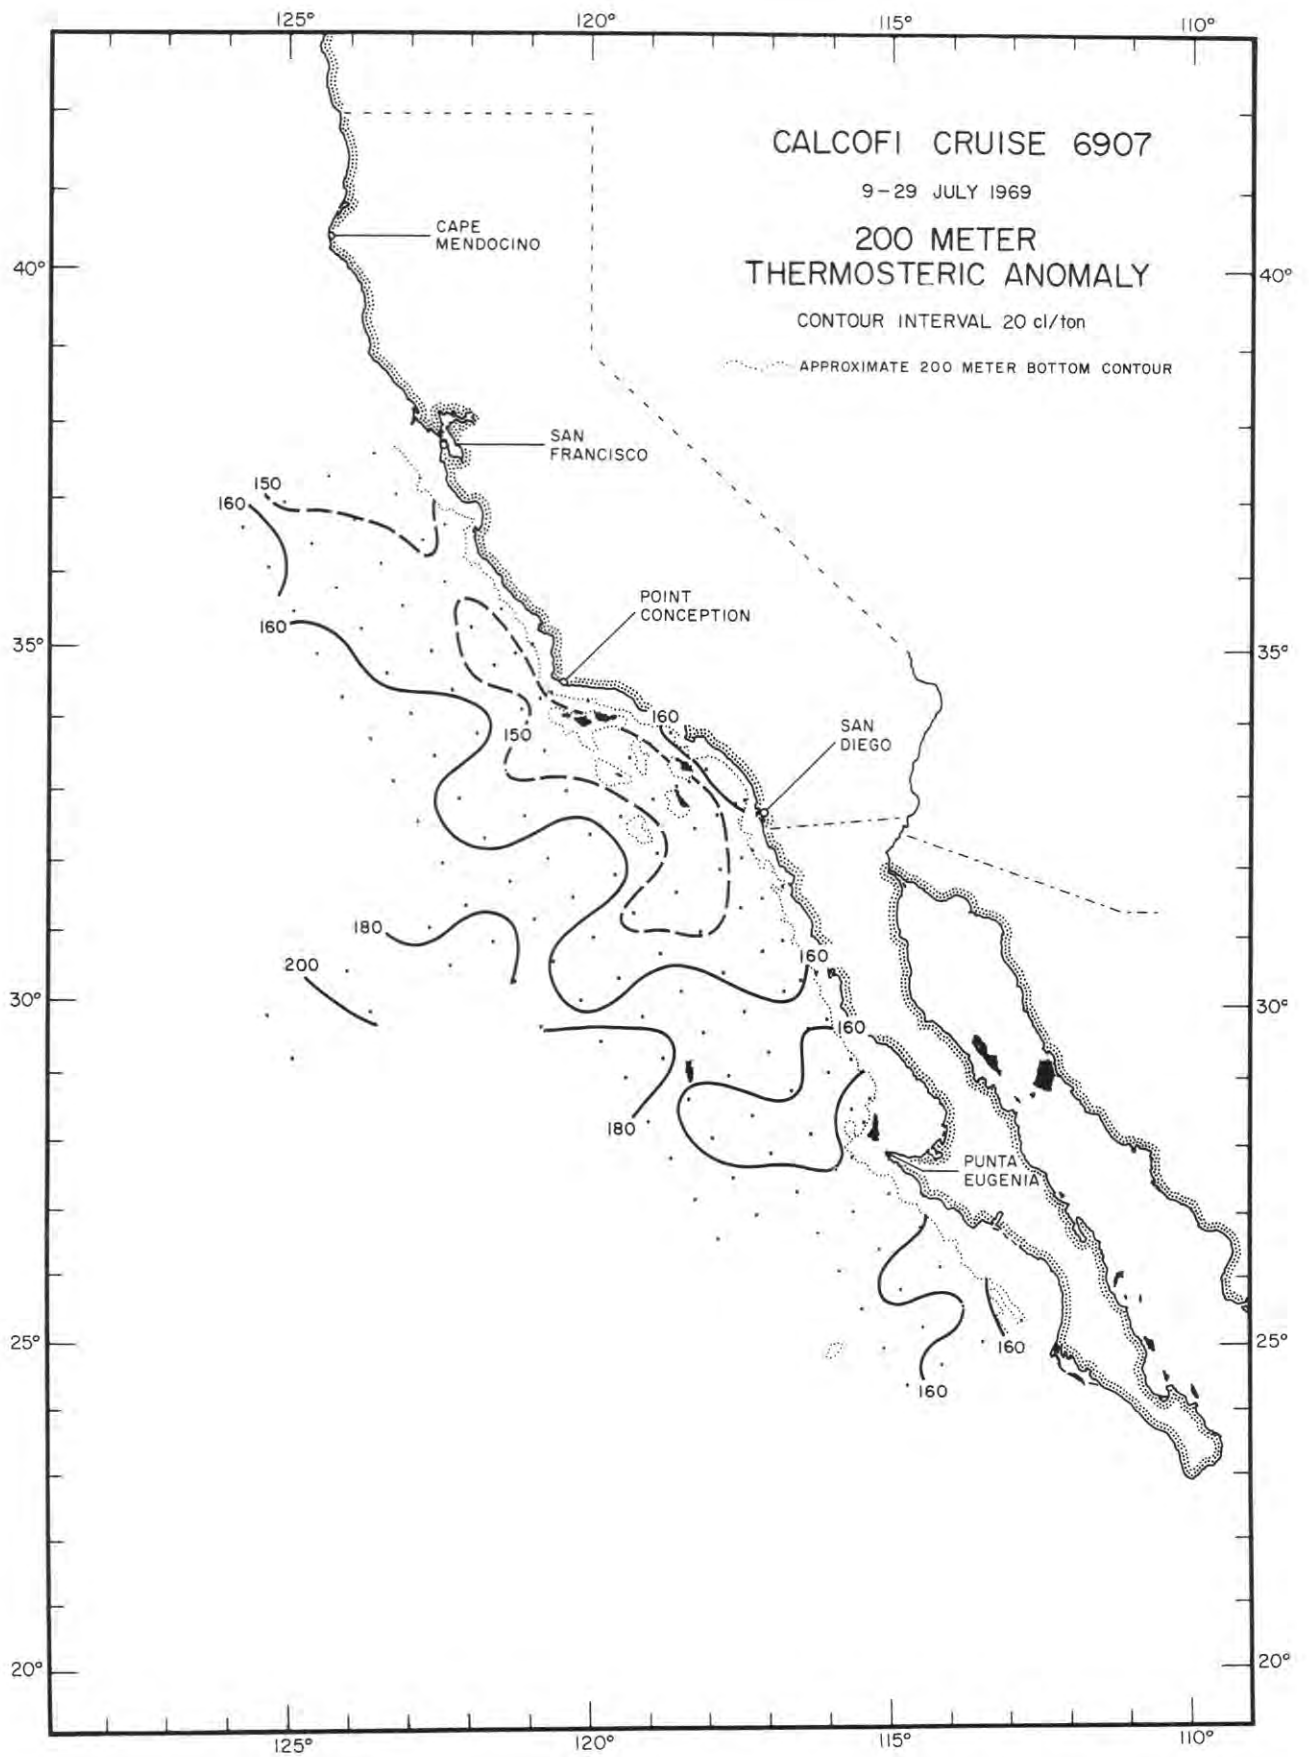 125° 120° 115° 110°
CALCOFI CRUISE 6907
9-29 JULY 1969
200 METER
THERMOSTERIC ANOMALY
CONTOUR INTERVAL 20 cl/ton
APPROXIMATE 200 METER BOTTOM CONTOUR
CAPE
MENDOCINO
40° 40°
SAN
FRANCISCO
150
160
POINT
CONCEPTION
160
35° 35°
160
SAN
DIEGO
150
180
160
200
30° 30°
160
180
PUNTA
EUGENIA
25° 25°
160
160
20° 20°
125° 120° 115° 110°